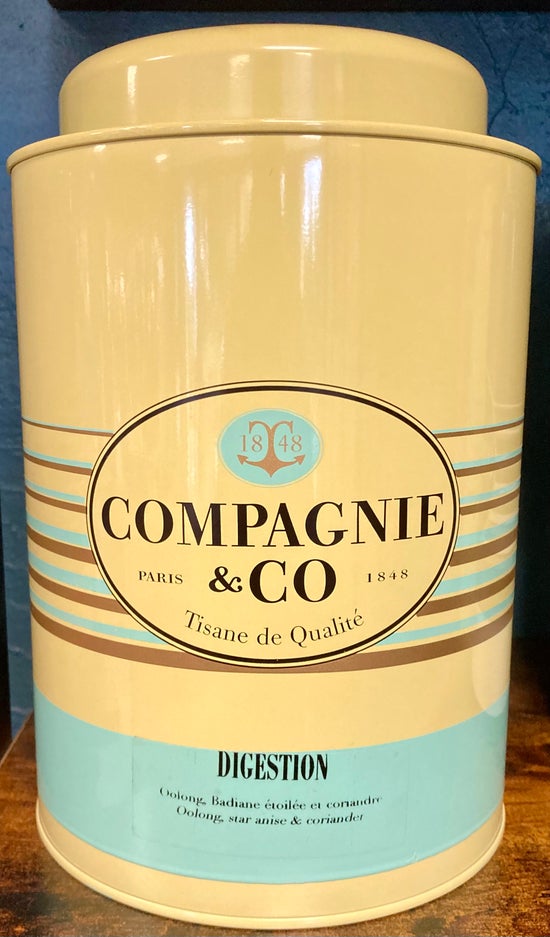 1848
COMPAGNIE
PARIS & CO 1848
Tisane de Qualité
DIGESTION
Oolong, Badiane étoilée et coriandre
Oolong, star anise & coriander